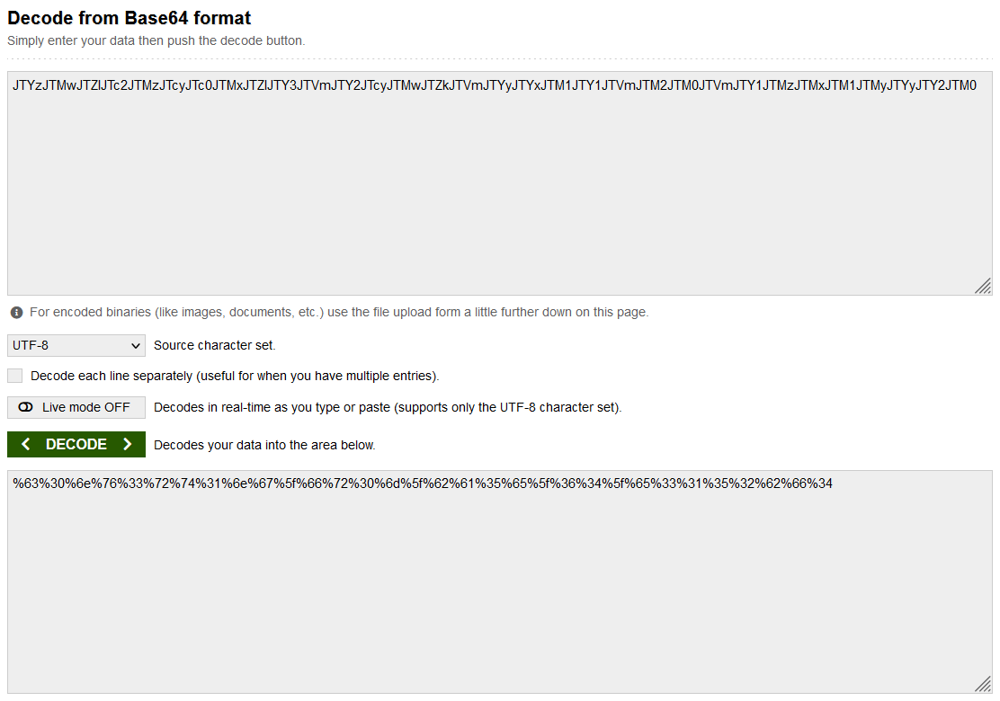 Decode from Base64 format
Simply enter your data then push the decode button.
JTYzJTMwJTZlJTc2JTMzJTcyJTc0JTMxJTZlJTY3JTVmJTY2JTcyJTMwJTZkJTVmJTYyJTYxJTM1JTY1JTVmJTM2JTM0JTVmJTY1JTMzJTMxJTM1JTMyJTYyJTY2JTM0
For encoded binaries (like images, documents, etc.) use the file upload form a little further down on this page.
UTF-8 Source character set.
Decode each line separately (useful for when you have multiple entries).
Live mode OFF Decodes in real-time as you type or paste (supports only the UTF-8 character set).
< DECODE > Decodes your data into the area below.
%63%30%6e%76%33%72%74%31%6e%67%5f%66%72%30%6d%5f%62%61%35%65%5f%36%34%5f%65%33%31%35%32%62%66%34